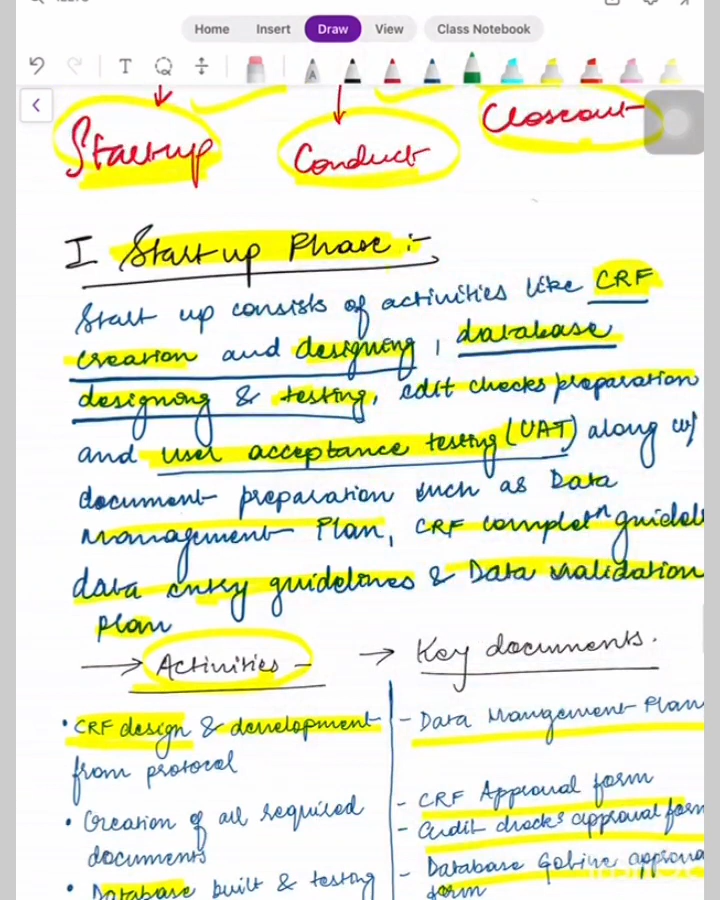 Home Insert Draw View Class Notebook
Startup Conduct Closeout
I Start up Phase :-
Start up consists of activities like CRF
creation and designing, database
designing & testing, edit checks preparation
and user acceptance testing (UAT) along w/
document preparation such as Data
Management Plan, CRF completn guidel
data entry guidelines & Data Validation
plan
→ Activities -
→ Key documents.
• CRF design & development
from protocol
• Creation of all required
documents
• Database built & testing
- Data Management Plan
- CRF Approval form
- audit checks approval form
- Database Golive approva
form